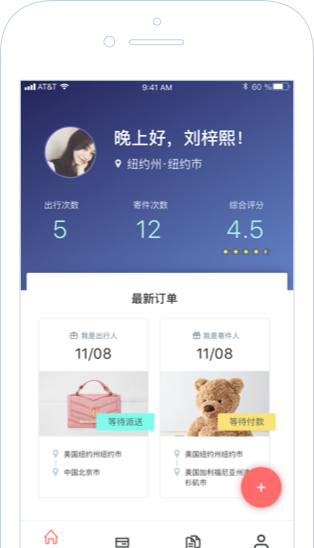 AT&T 9:41 AM 60 %
晚上好，刘梓熙！
纽约州·纽约市
出行次数 寄件次数 综合评分
5 12 4.5
最新订单
我是出行人
11/08
等待派送
美国纽约州纽约市
中国北京市
我是寄件人
11/08
等待付款
美国纽约州纽约市
美国加利福尼亚州洛
杉矶市
+